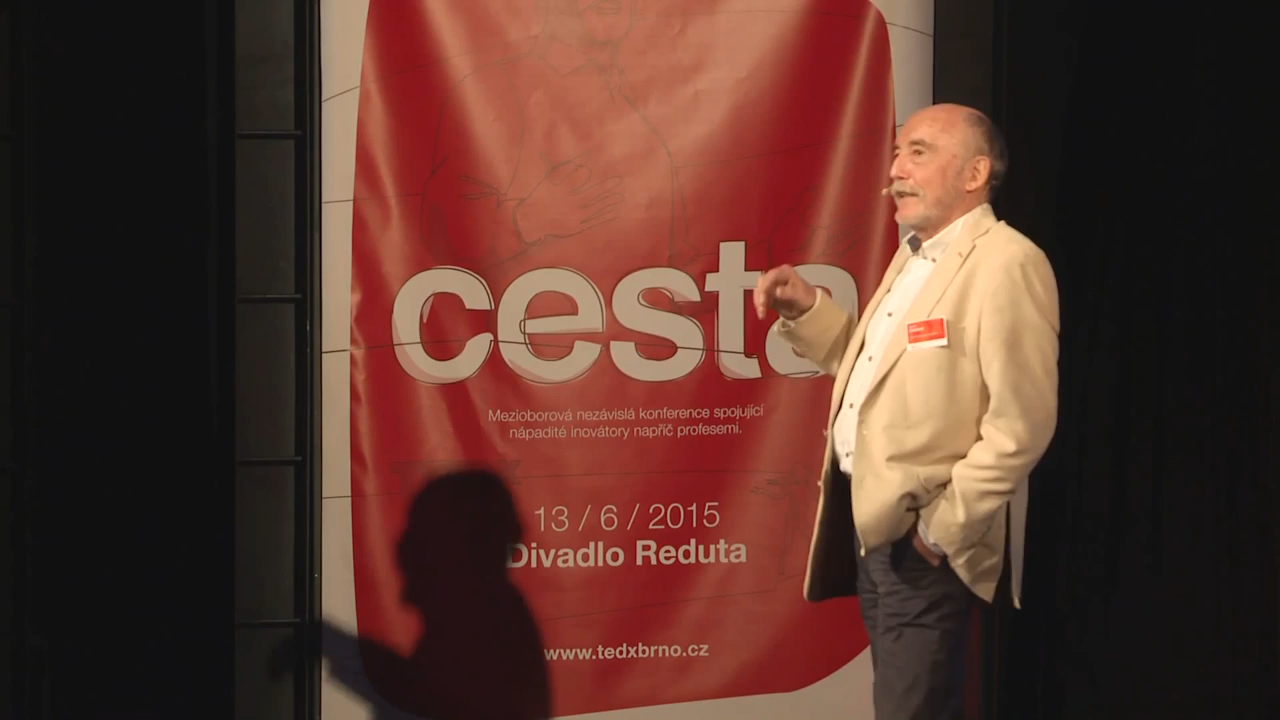 cesta
Mezioborová nezávislá konference spojující
nápadité inovátory napříč profesemi.
13 / 6 / 2015
Divadlo Reduta
www.tedxbrno.cz